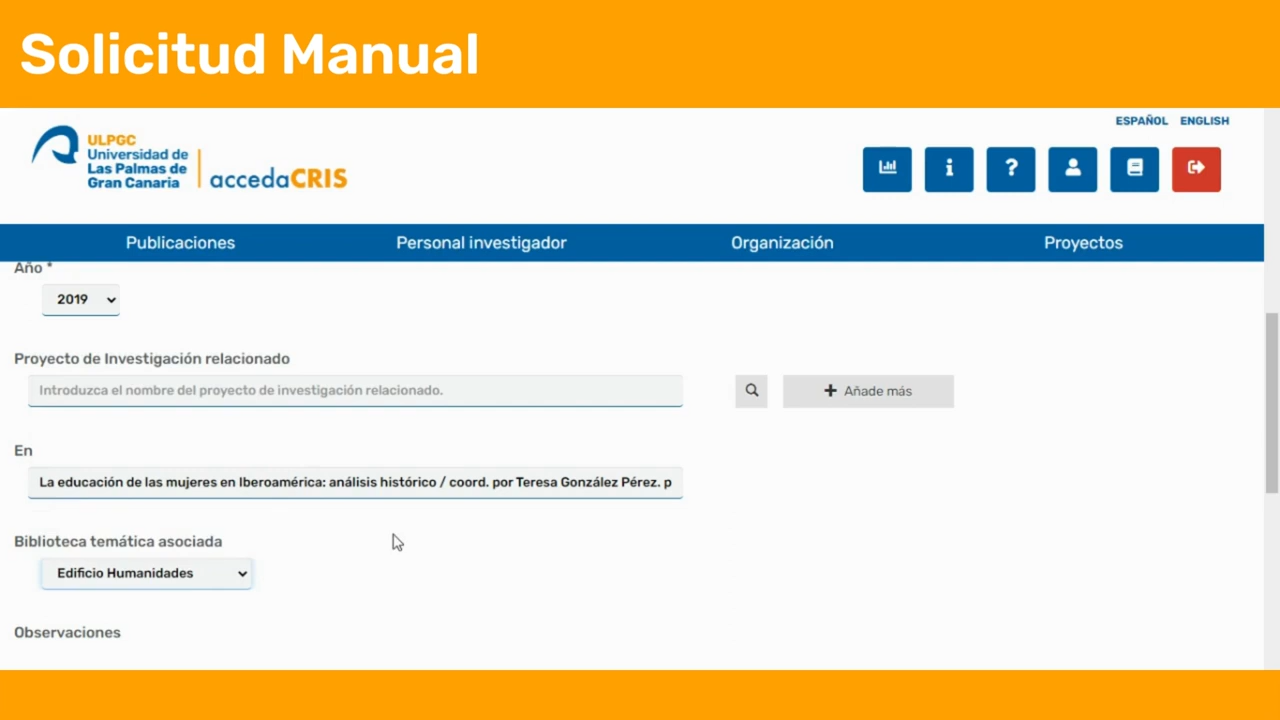 Solicitud Manual
ESPAÑOL ENGLISH
ULPGC
Universidad de
Las Palmas de
Gran Canaria
accedaCRIS
Publicaciones Personal investigador Organización Proyectos
Año *
2019
Proyecto de Investigación relacionado
Introduzca el nombre del proyecto de investigación relacionado.
+ Añade más
En
La educación de las mujeres en Iberoamérica: análisis histórico / coord. por Teresa González Pérez. p
Biblioteca temática asociada
Edificio Humanidades
Observaciones